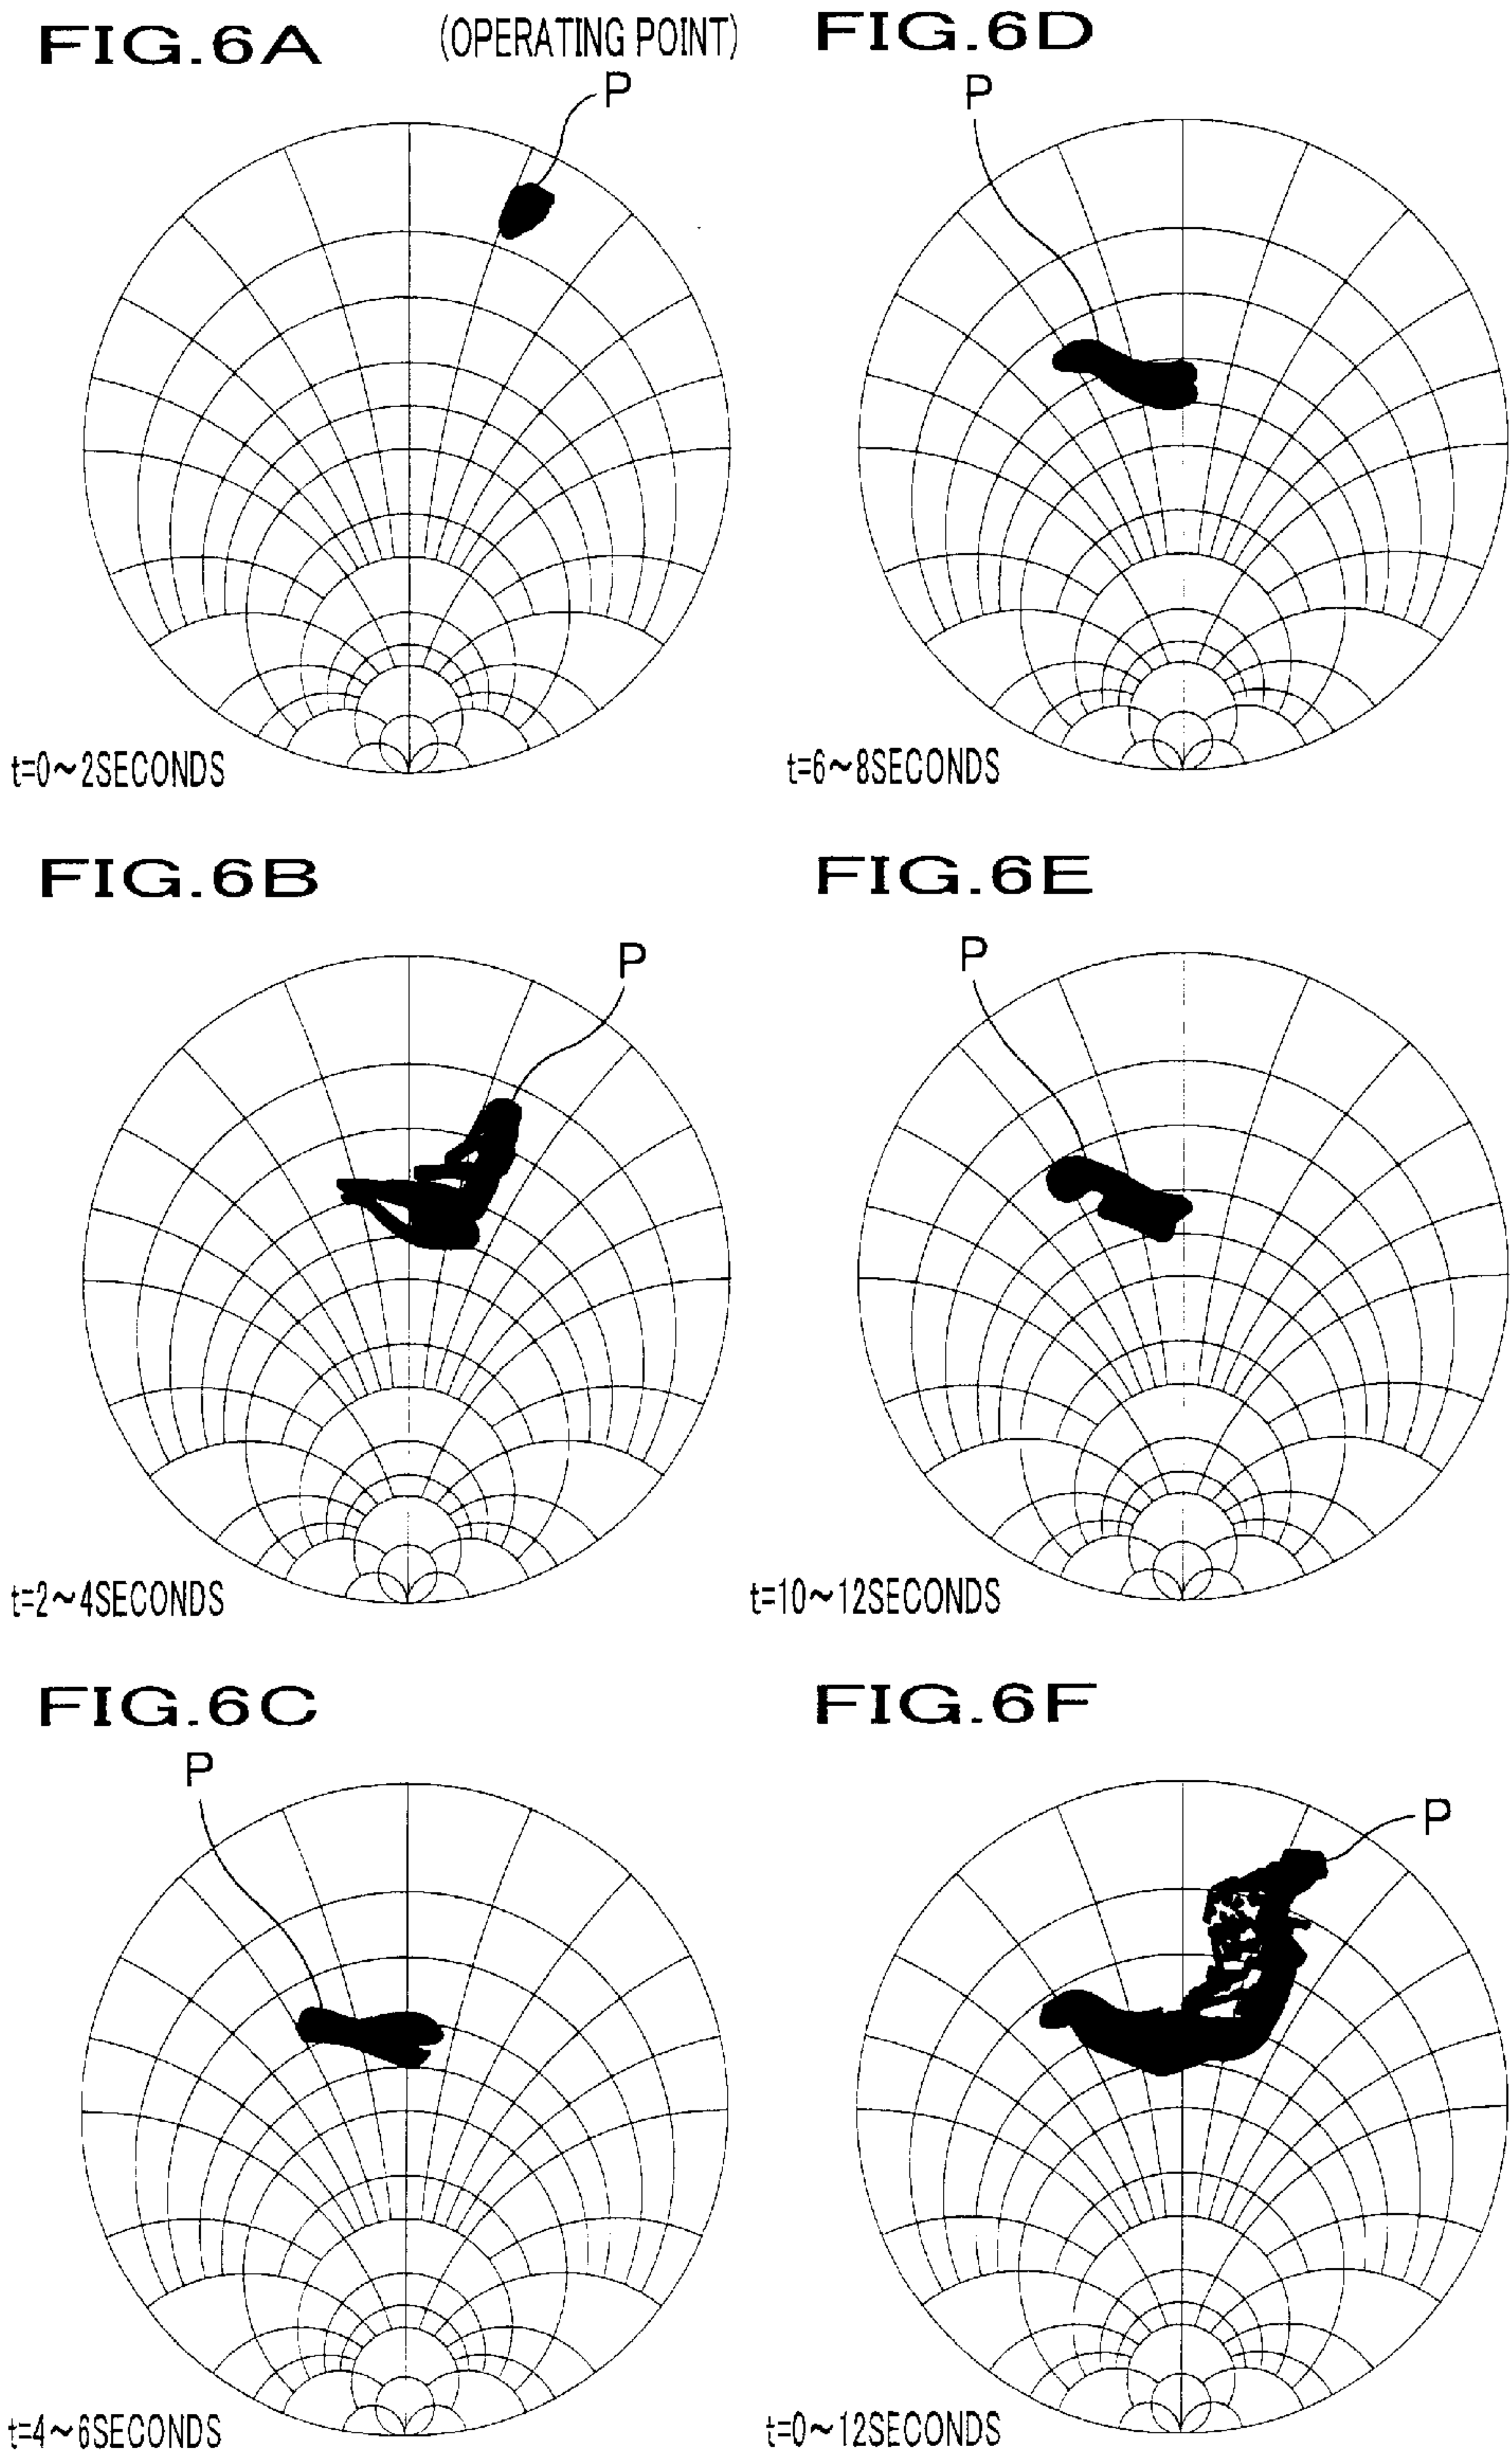 FIG.6A
(OPERATING POINT)
P
t=0~2SECONDS
FIG.6B
P
t=2~4SECONDS
FIG.6C
P
t=4~6SECONDS
FIG.6D
P
t=6~8SECONDS
FIG.6E
P
t=10~12SECONDS
FIG.6F
P
t=0~12SECONDS